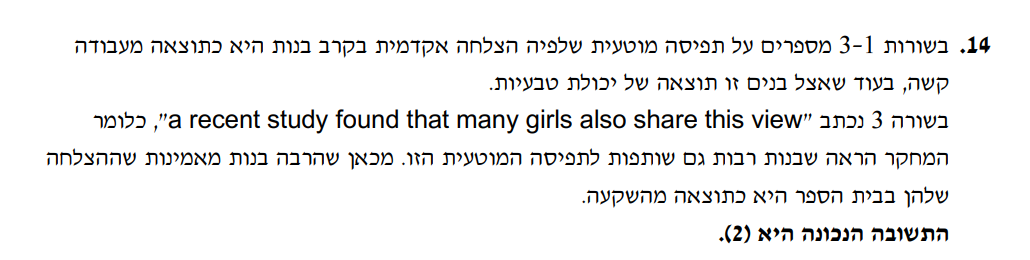 14. בשורות 1-3 מספרים על תפיסה מוטעית שלפיה הצלחה אקדמית בקרב בנות היא כתוצאה מעבודה
קשה, בעוד שאצל בנים זו תוצאה של יכולת טבעיות.
בשורה 3 נכתב "a recent study found that many girls also share this view", כלומר
המחקר הראה שבנות רבות גם שותפות לתפיסה המוטעית הזו. מכאן שהרבה בנות מאמינות שההצלחה
שלהן בבית הספר היא כתוצאה מהשקעה.
התשובה הנכונה היא (2).